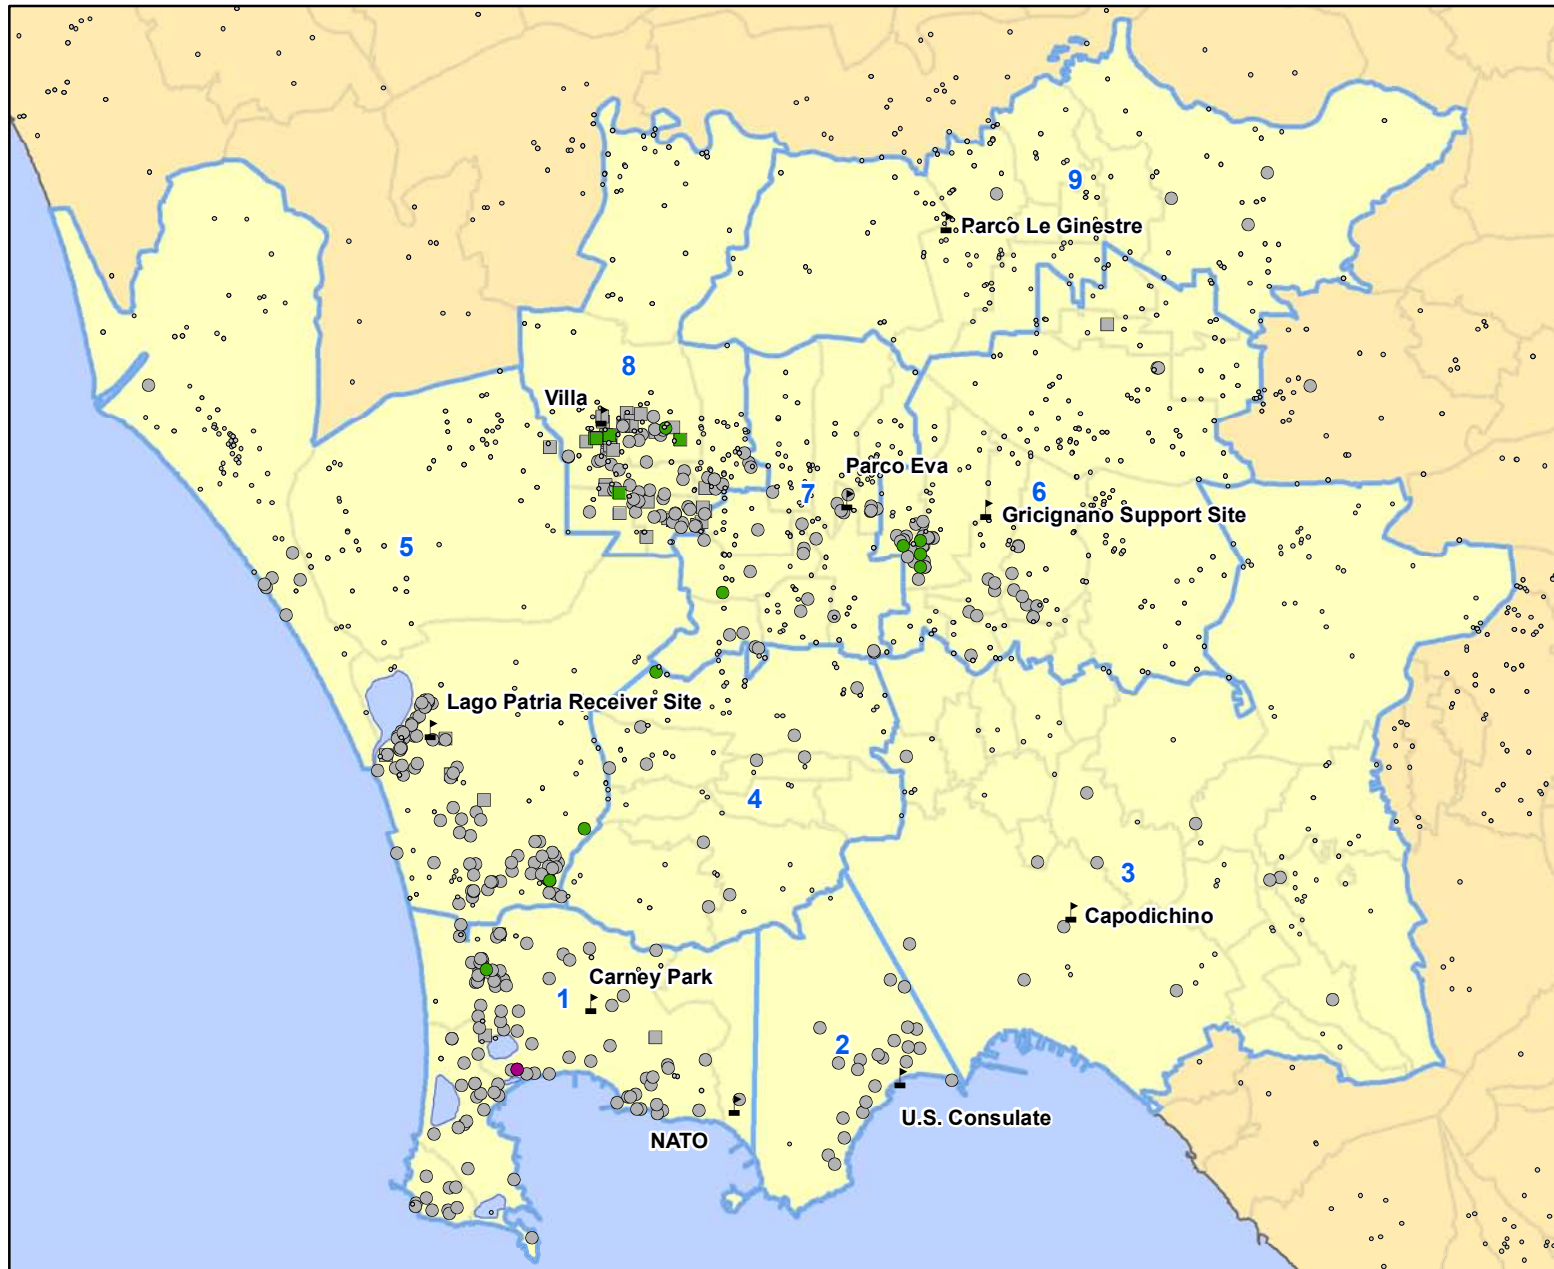 9
Parco Le Ginestre
8
Villa
Parco Eva
7
6
Gricignano Support Site
5
Lago Patria Receiver Site
4
3
Capodichino
Carney Park
1
2
U.S. Consulate
NATO